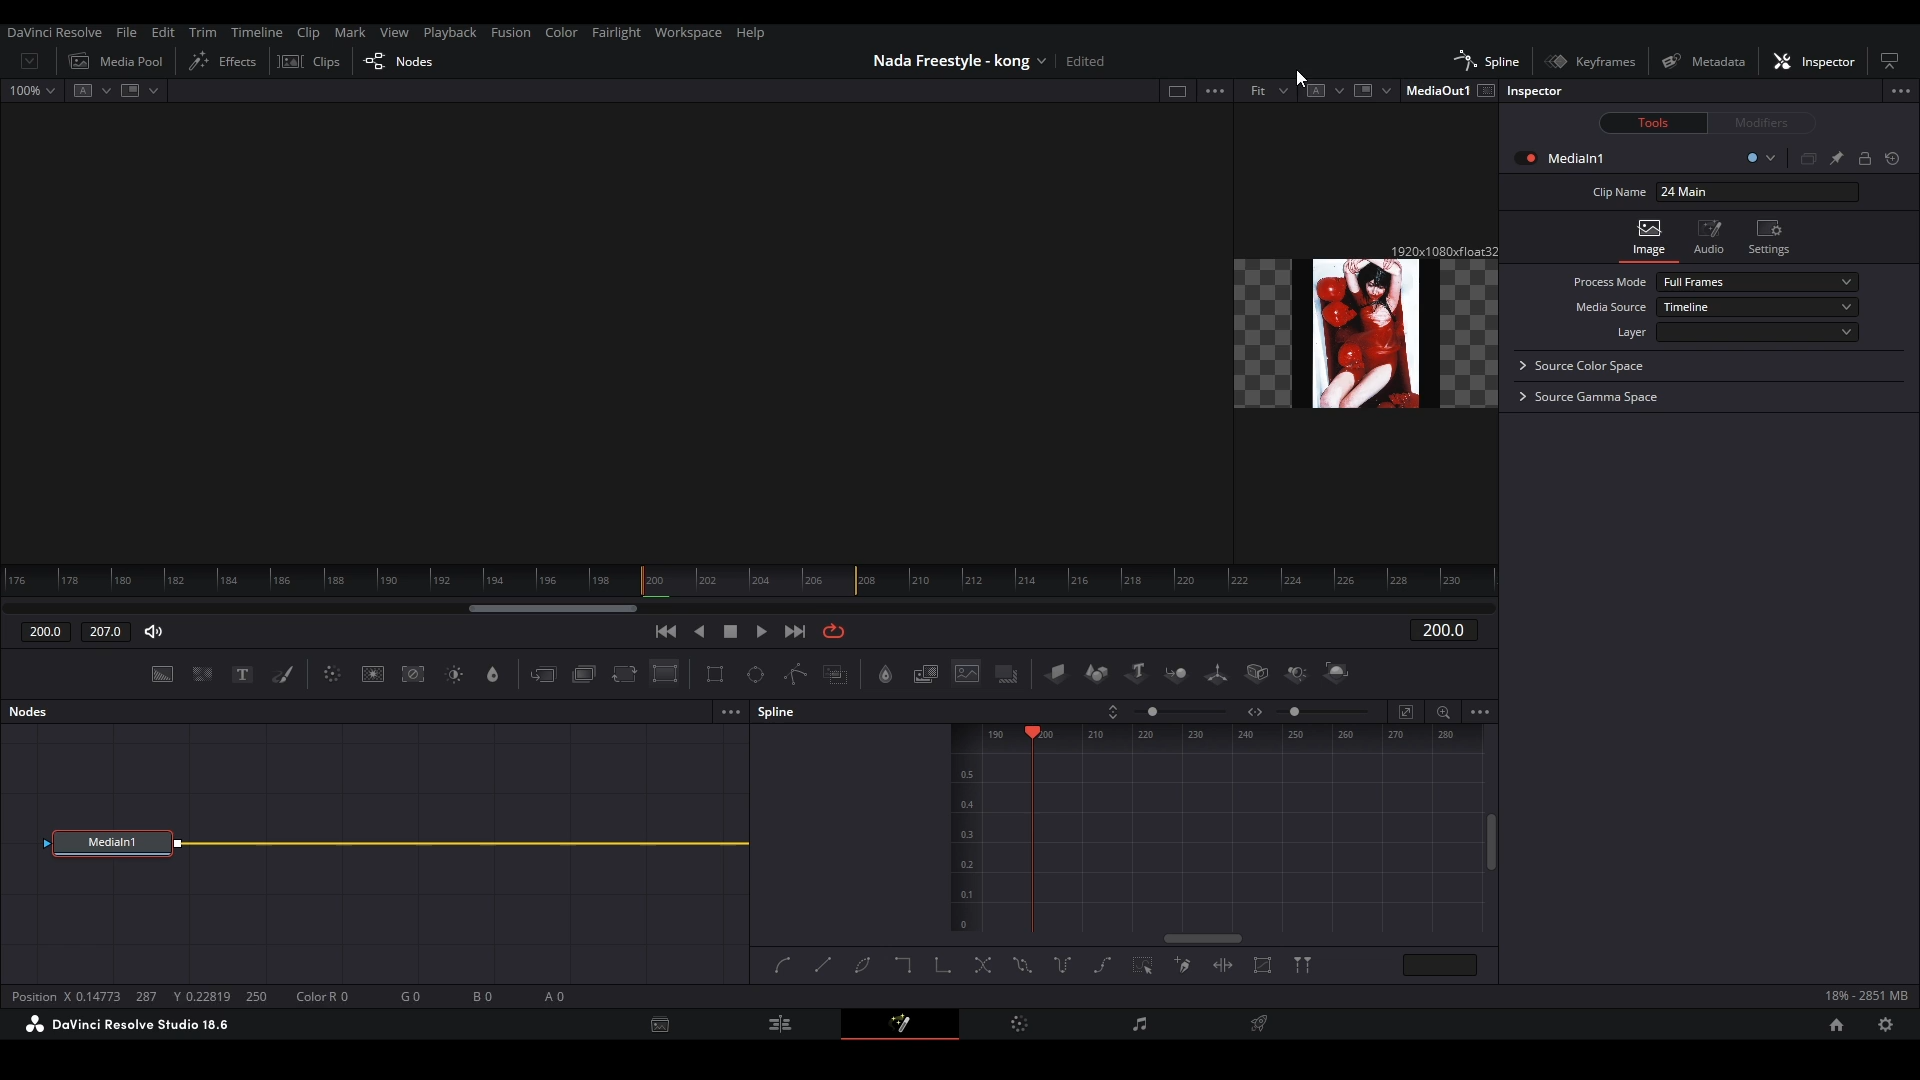 DaVinci Resolve File Edit Trim Timeline Clip Mark View Playback Fusion Color Fairlight Workspace Help
Media Pool Effects Clips Nodes Nada Freestyle - kong Edited Spline Keyframes Metadata Inspector
100% A Fit A MediaOut1 Inspector
Tools Modifiers
MediaIn1
Clip Name 24 Main
Image Audio Settings
1920x1080xfloat32
Process Mode Full Frames
Media Source Timeline
Layer
Source Color Space
Source Gamma Space
176 178 180 182 184 186 188 190 192 194 196 198 200 202 204 206 208 210 212 214 216 218 220 222 224 226 228 230
200.0 207.0 200.0
T T
Nodes Spline
190 200 210 220 230 240 250 260 270 280
0.5
0.4
0.3
0.2
0.1
0
MediaIn1
Position X 0.14773 287 Y 0.22819 250 Color R 0 G 0 B 0 A 0 18% - 2851 MB
DaVinci Resolve Studio 18.6